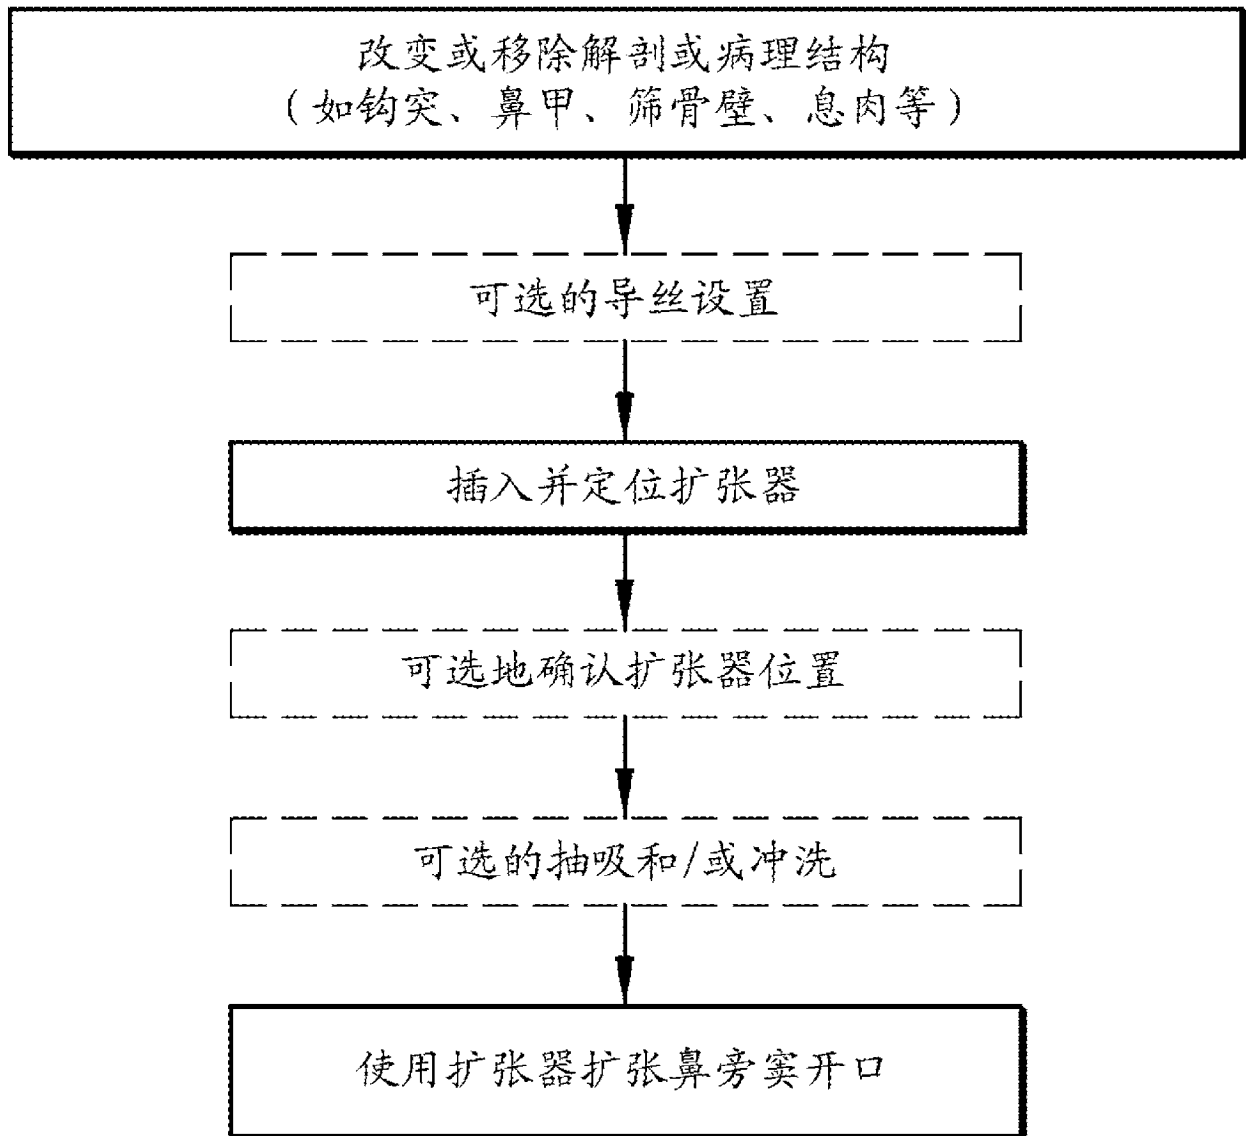 改变或移除解剖或病理结构
（如钩突、鼻甲、筛骨壁、息肉等）
可选的导丝设置
插入并定位扩张器
可选地确认扩张器位置
可选的抽吸和/或冲洗
使用扩张器扩张鼻旁窦开口